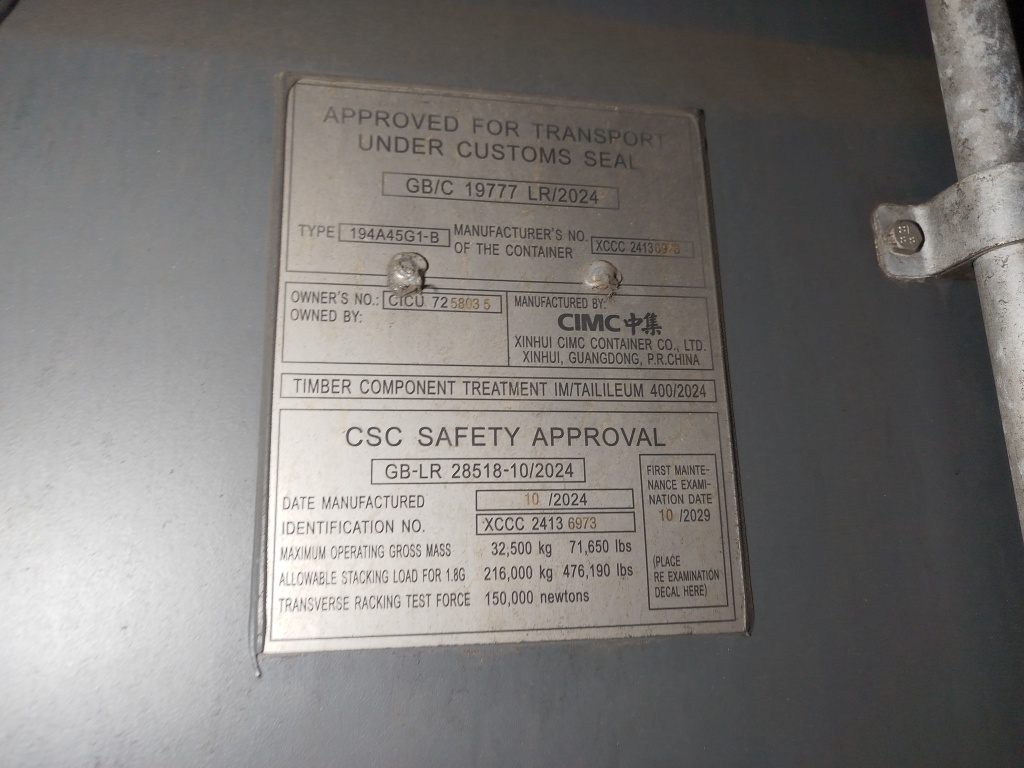 APPROVED FOR TRANSPORT
UNDER CUSTOMS SEAL
GB/C 19777 LR/2024
TYPE 194A45G1-B MANUFACTURER'S NO. OF THE CONTAINER XCCC 2413 6973
OWNER'S NO.: CICU 72 5803 5
OWNED BY:
MANUFACTURED BY:
CIMC中集
XINHUI CIMC CONTAINER CO., LTD.
XINHUI, GUANGDONG, P.R.CHINA
TIMBER COMPONENT TREATMENT IM/TAILILEUM 400/2024
CSC SAFETY APPROVAL
GB-LR 28518-10/2024
DATE MANUFACTURED 10 /2024
IDENTIFICATION NO. XCCC 2413 6973
MAXIMUM OPERATING GROSS MASS 32,500 kg 71,650 lbs
ALLOWABLE STACKING LOAD FOR 1.8G 216,000 kg 476,190 lbs
TRANSVERSE RACKING TEST FORCE 150,000 newtons
FIRST MAINTE-
NANCE EXAMI-
NATION DATE
10 /2029
(PLACE
RE EXAMINATION
DECAL HERE)